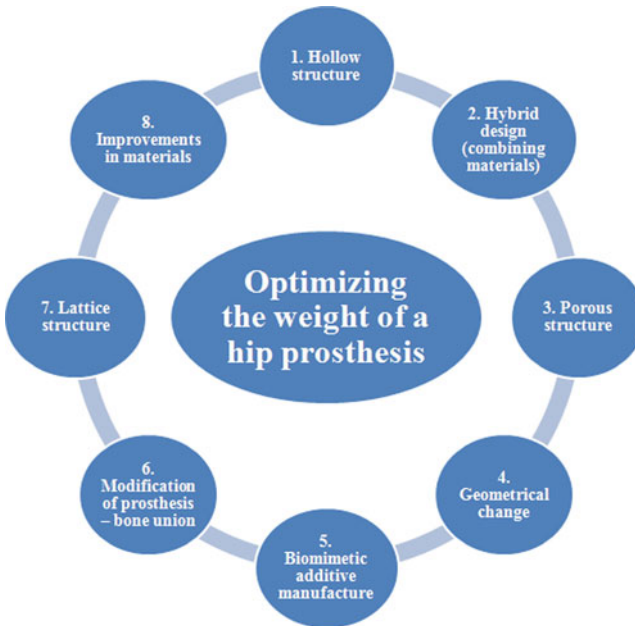 1. Hollow
structure
2. Hybrid
design
(combining
materials)
3. Porous
structure
4.
Geometrical
change
5.
Biomimetic
additive
manufacture
6.
Modification
of prosthesis
– bone union
7. Lattice
structure
8.
Improvements
in materials
Optimizing
the weight of a
hip prosthesis